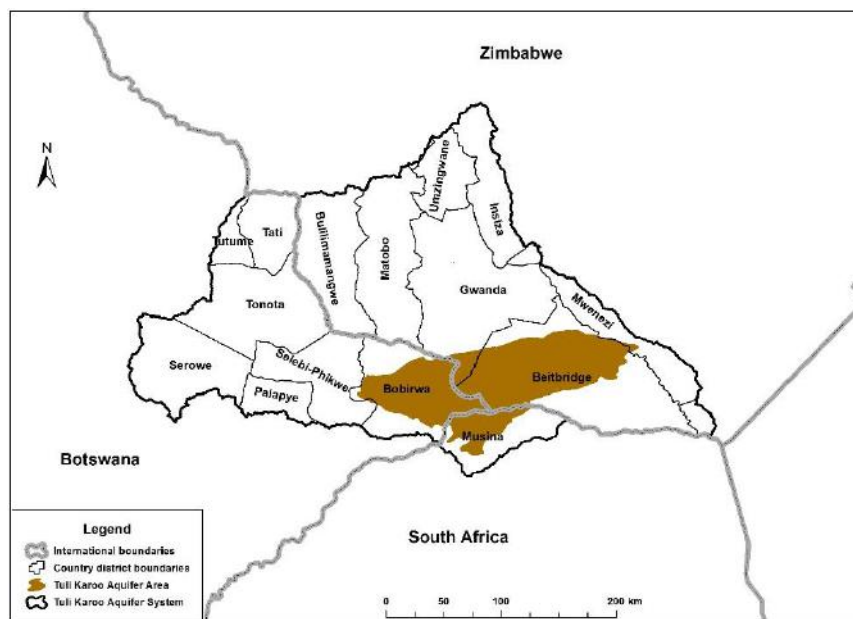 Zimbabwe
N
Umzingwane
Insiza
Tutume
Tati
Bulilimamangwe
Matobo
Gwanda
Mwenezi
Tonota
Serowe
Selebi-Phikwe
Palapye
Bobirwa
Beitbridge
Musina
Botswana
South Africa
Legend
International boundaries
Country district boundaries
Tuli Karoo Aquifer Area
Tuli Karoo Aquifer System
0 50 100 200 km